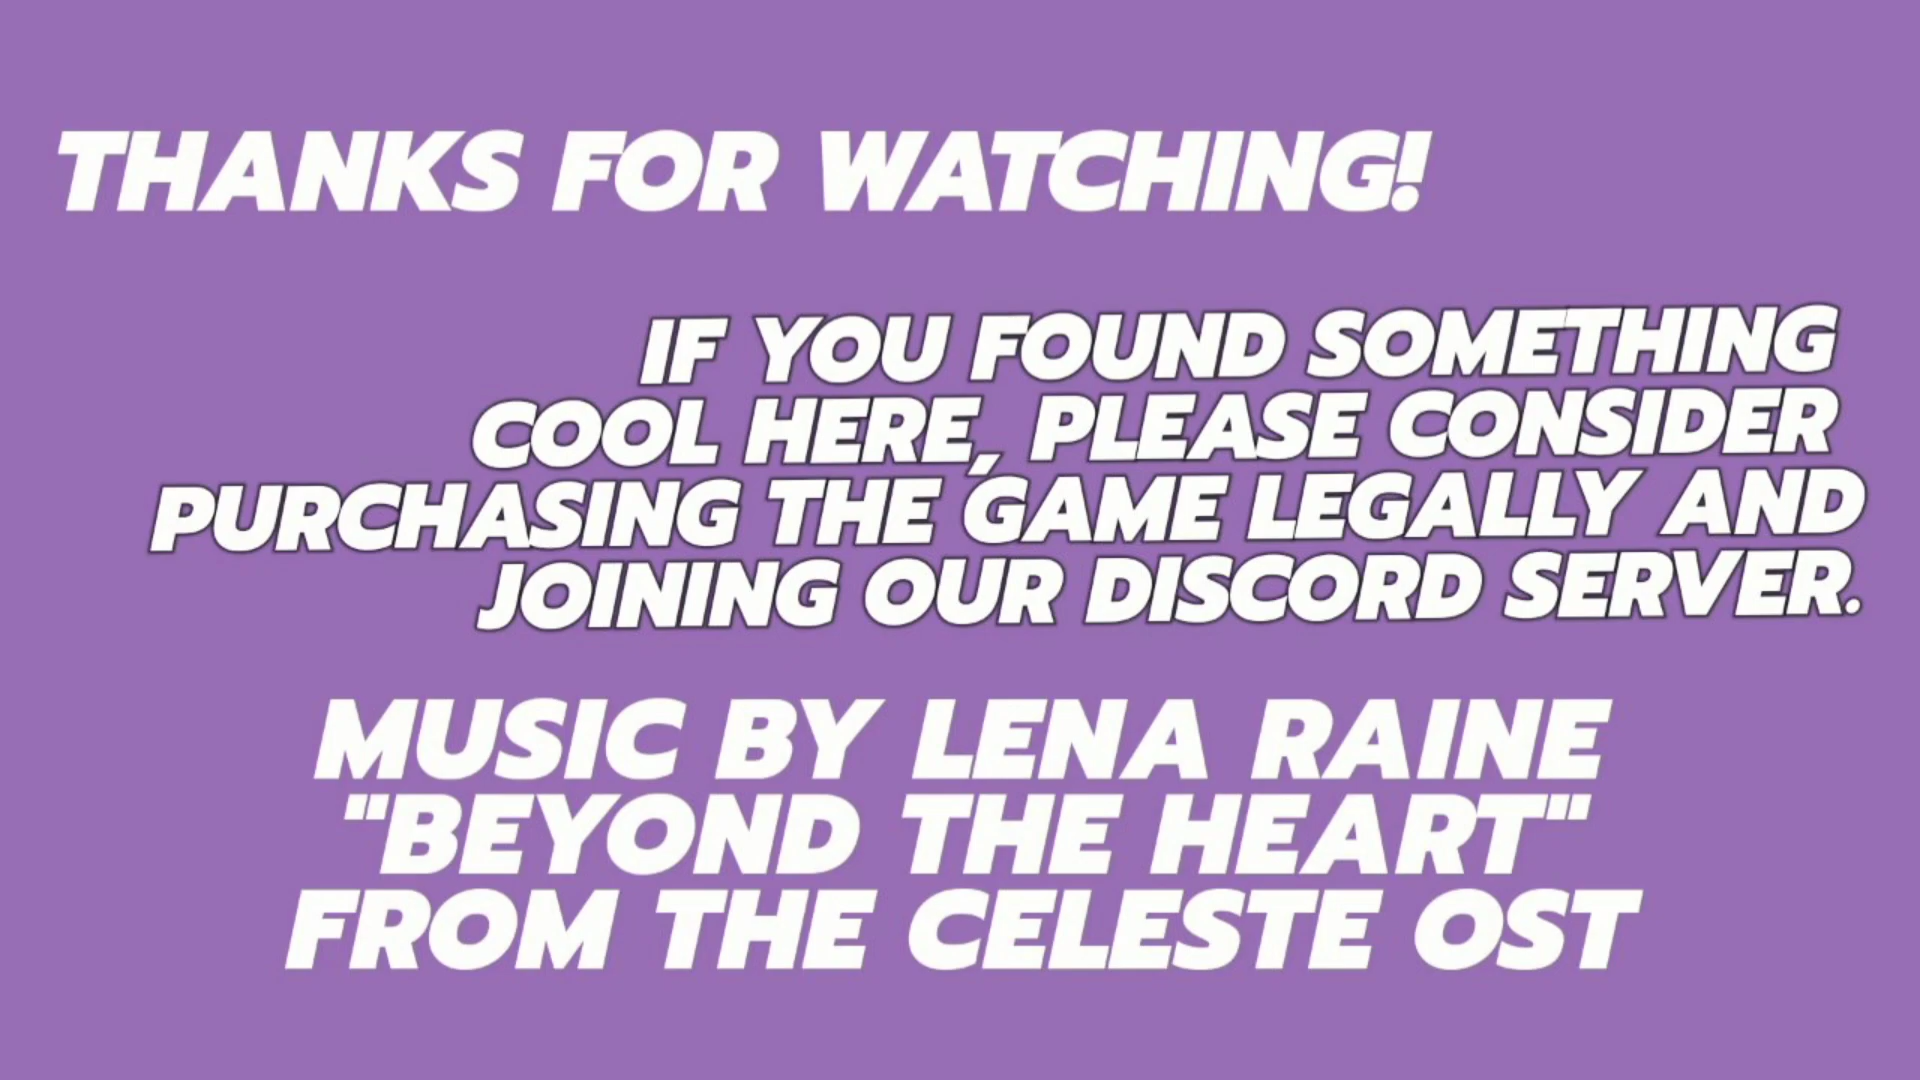 THANKS FOR WATCHING!
IF YOU FOUND SOMETHING
COOL HERE, PLEASE CONSIDER
PURCHASING THE GAME LEGALLY AND
JOINING OUR DISCORD SERVER.
MUSIC BY LENA RAINE
"BEYOND THE HEART"
FROM THE CELESTE OST